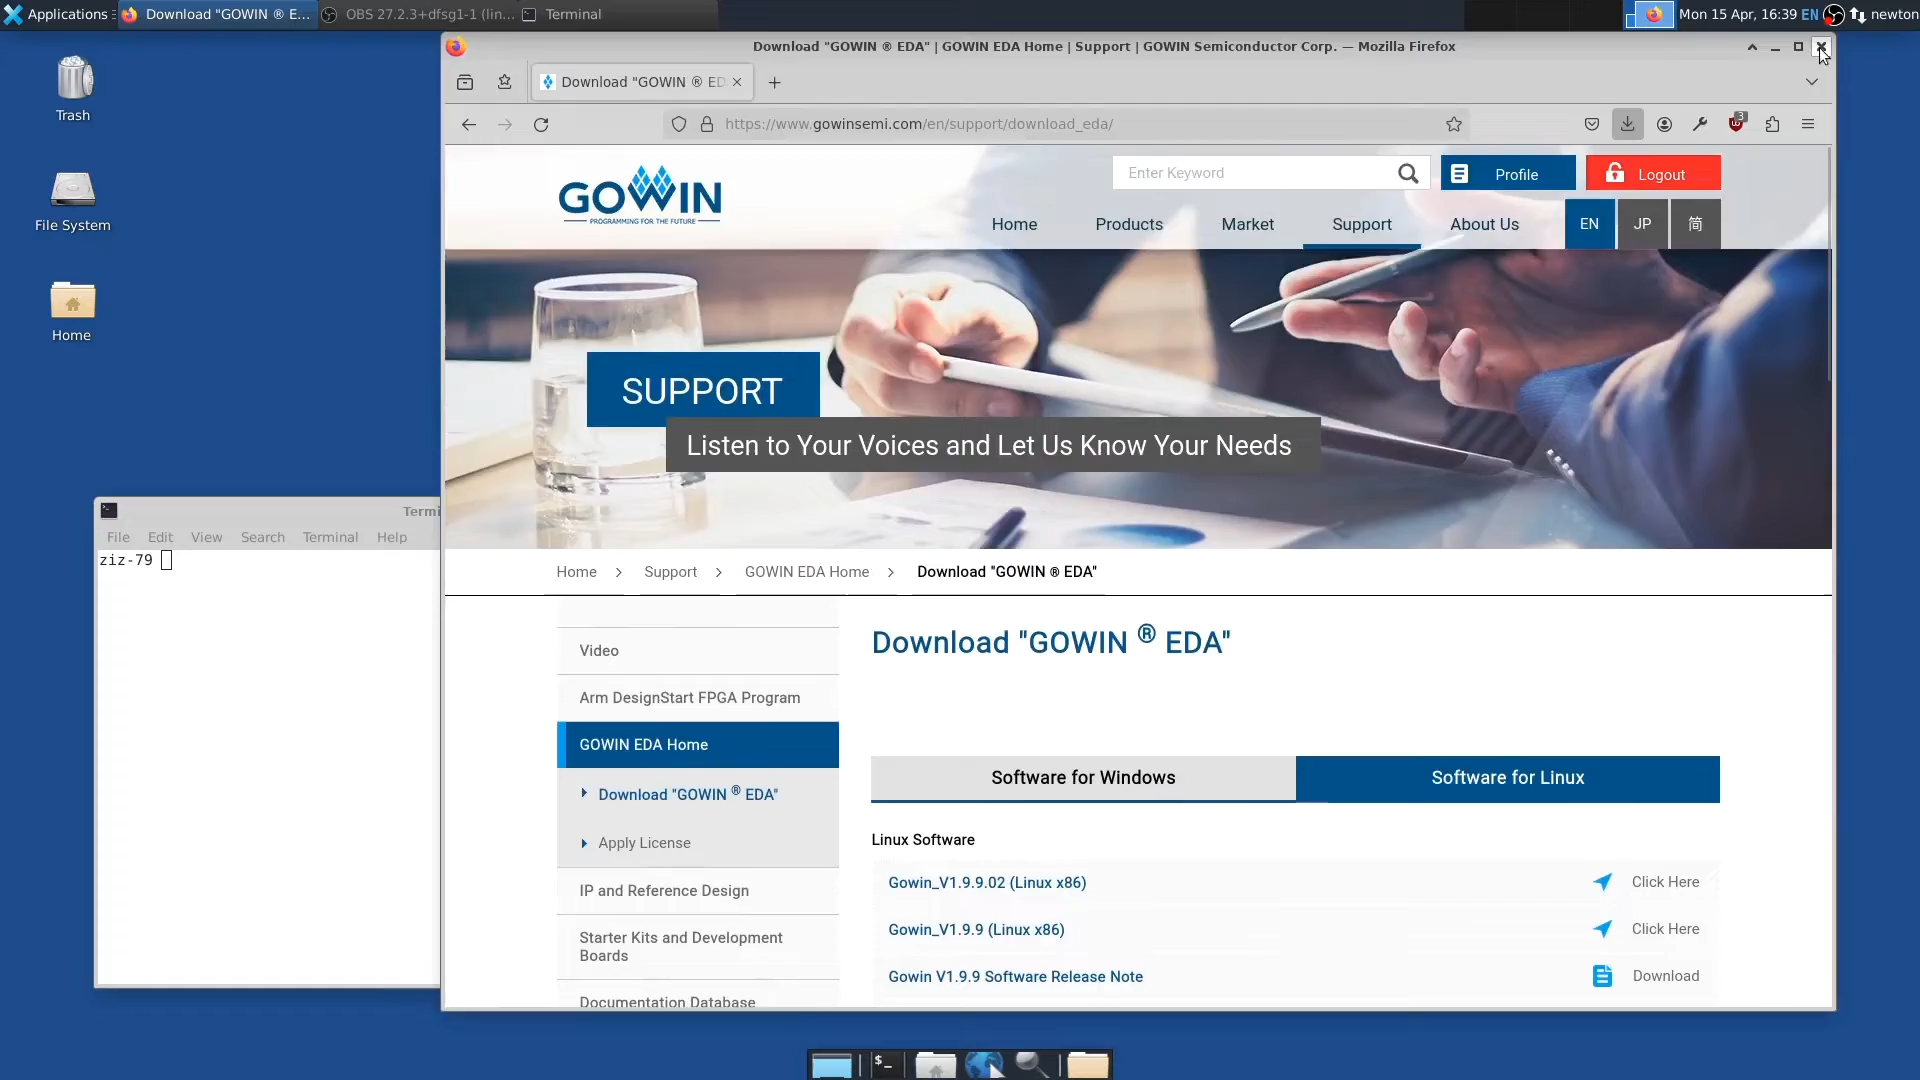 Applications
Download "GOWIN ® E...
OBS 27.2.3+dfsg1-1 (lin...
Terminal
Mon 15 Apr, 16:39
EN
newton
Trash
File System
Home
Termi
File Edit View Search Terminal Help
ziz-79
Download "GOWIN ® EDA" | GOWIN EDA Home | Support | GOWIN Semiconductor Corp. — Mozilla Firefox
Download "GOWIN ® ED
https://www.gowinsemi.com/en/support/download_eda/
3
GOWIN
PROGRAMMING FOR THE FUTURE
Enter Keyword
Profile
Logout
Home Products Market Support About Us EN JP 简
SUPPORT
Listen to Your Voices and Let Us Know Your Needs
Home > Support > GOWIN EDA Home > Download "GOWIN ® EDA"
Video
Arm DesignStart FPGA Program
GOWIN EDA Home
Download "GOWIN ® EDA"
Apply License
IP and Reference Design
Starter Kits and Development
Boards
Documentation Database
Download "GOWIN ® EDA"
Software for Windows
Software for Linux
Linux Software
Gowin_V1.9.9.02 (Linux x86) Click Here
Gowin_V1.9.9 (Linux x86) Click Here
Gowin V1.9.9 Software Release Note Download
$_